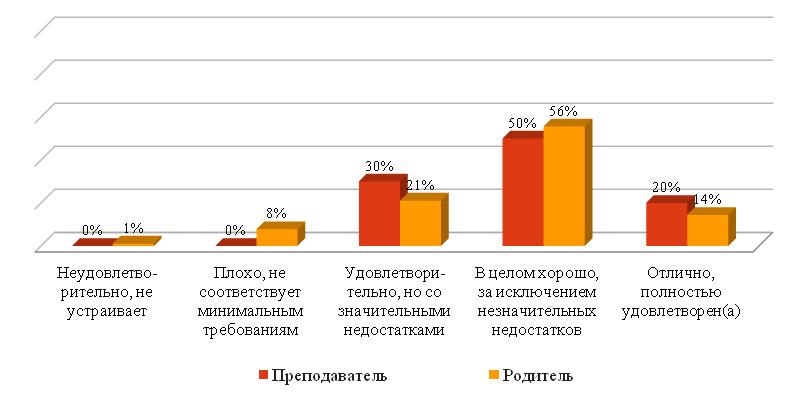 56%
50%
30%
21%
20%
14%
8%
0%
1%
0%
Неудовлетво-
рительно, не
устраивает
Плохо, не
соответствует
минимальным
требованиям
Удовлетвори-
тельно, но со
значительными
недостатками
В целом хорошо,
за исключением
незначительных
недостатков
Отлично,
полностью
удовлетворен(а)
Преподаватель
Родитель